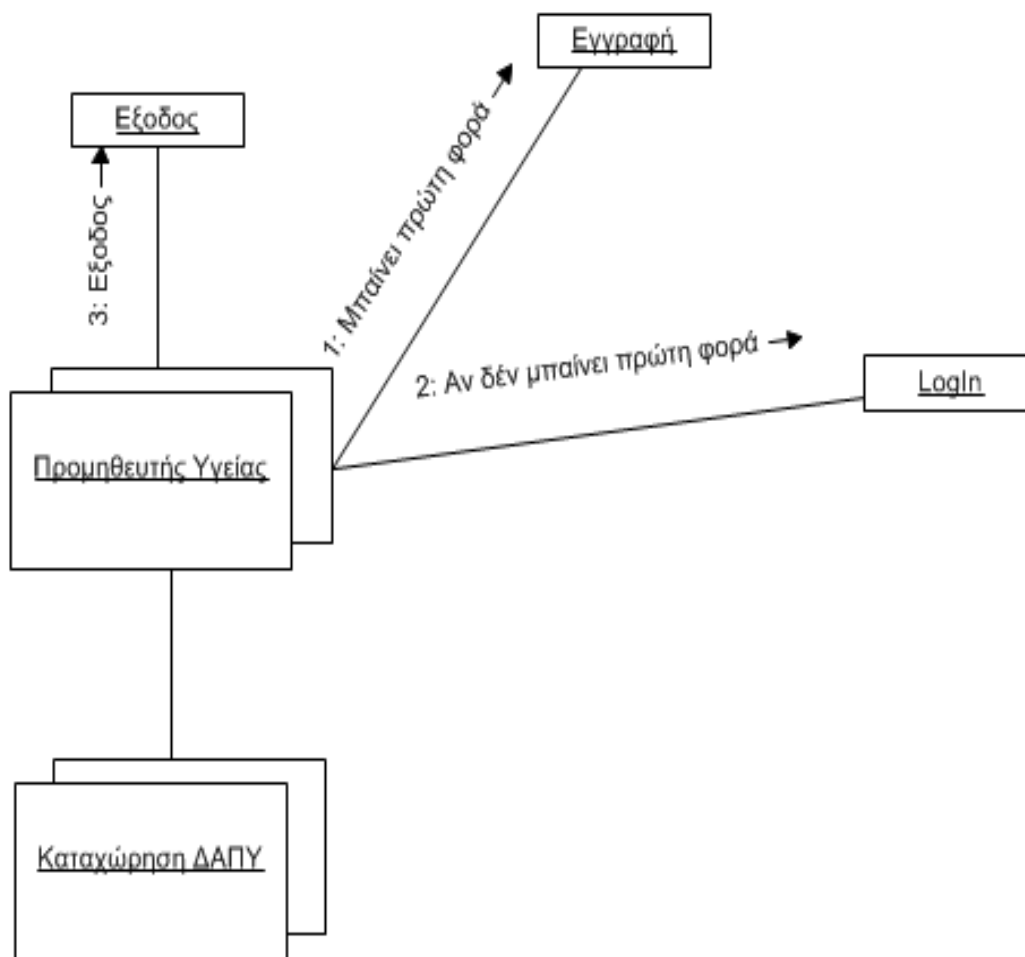 Εγγραφή
Εξοδος
3: Εξοδος
1: Μπαίνει πρώτη φορά
2: Αν δέν μπαίνει πρώτη φορά
LogIn
Προμηθευτής Υγείας
Καταχώρηση ΔΑΠΥ